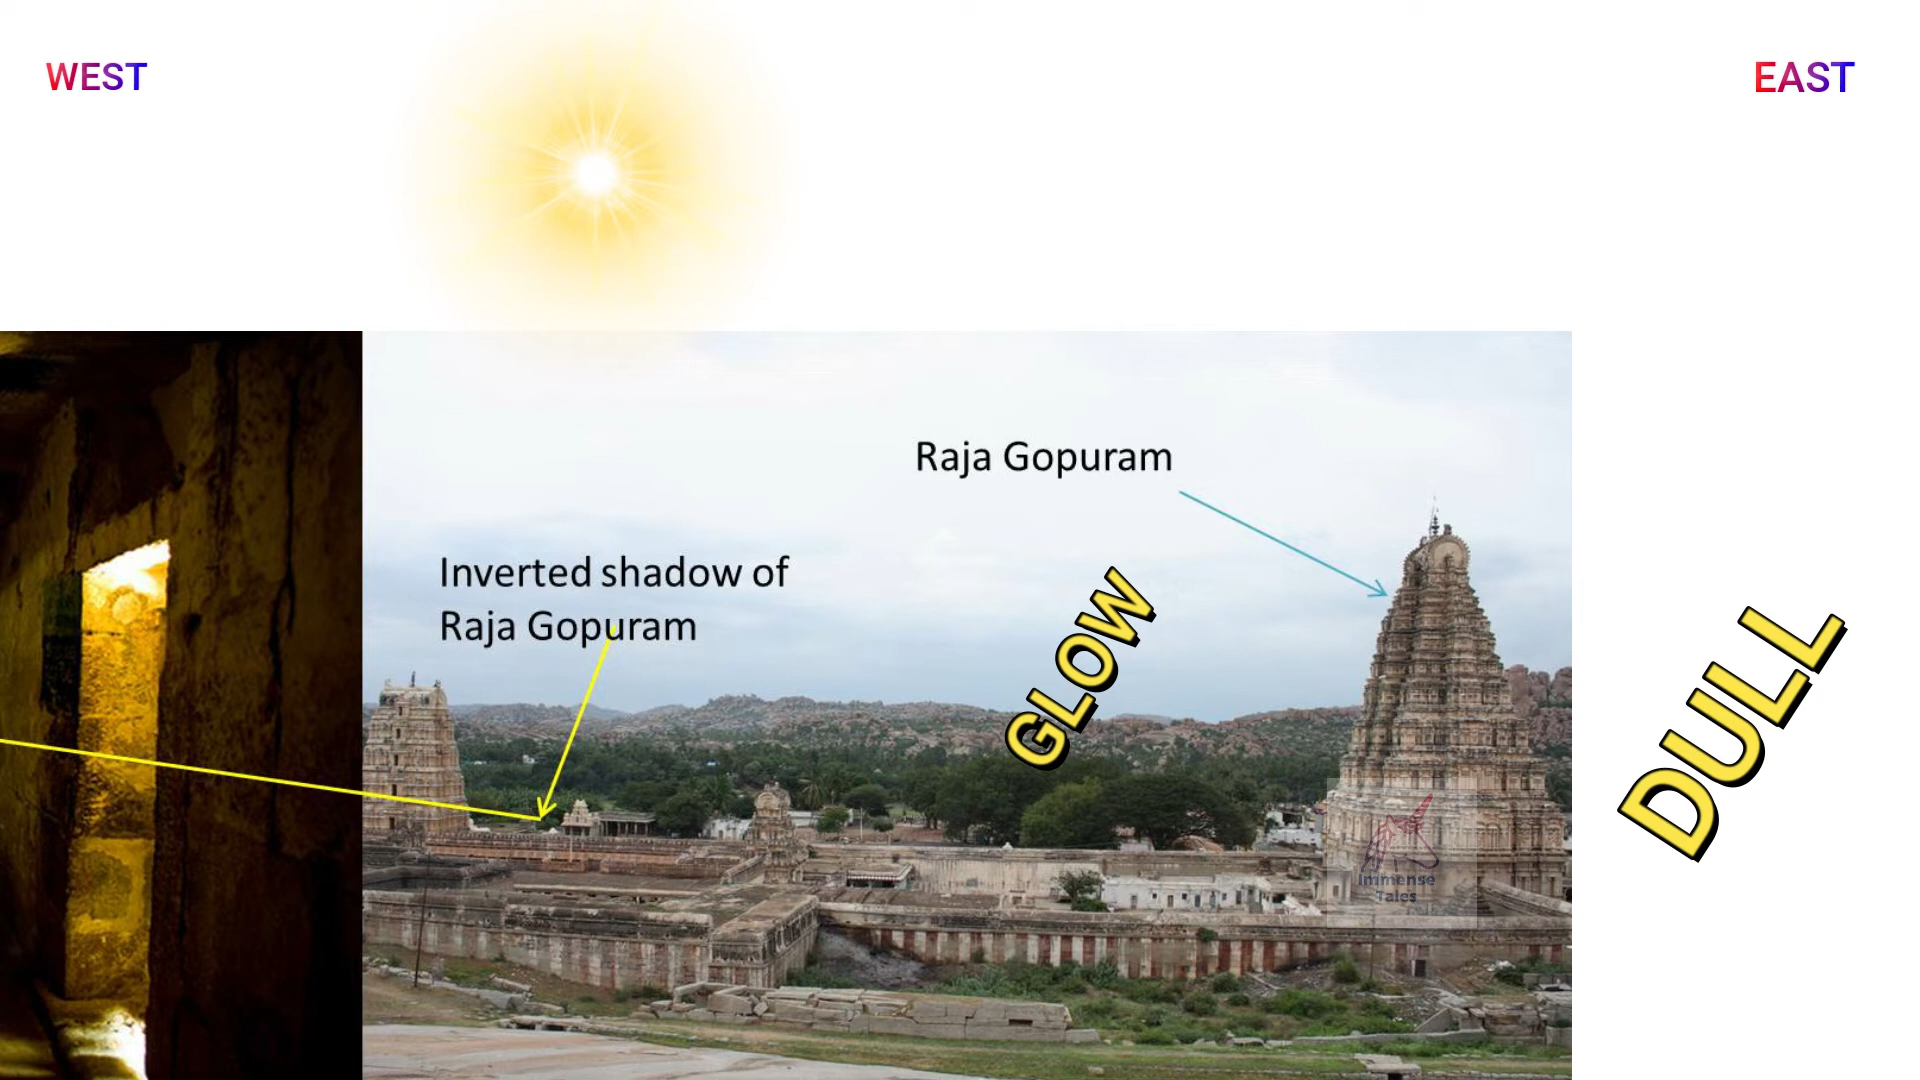 WEST
EAST
Raja Gopuram
Inverted shadow of
Raja Gopuram
GLOW
DULL
Immense
Tales